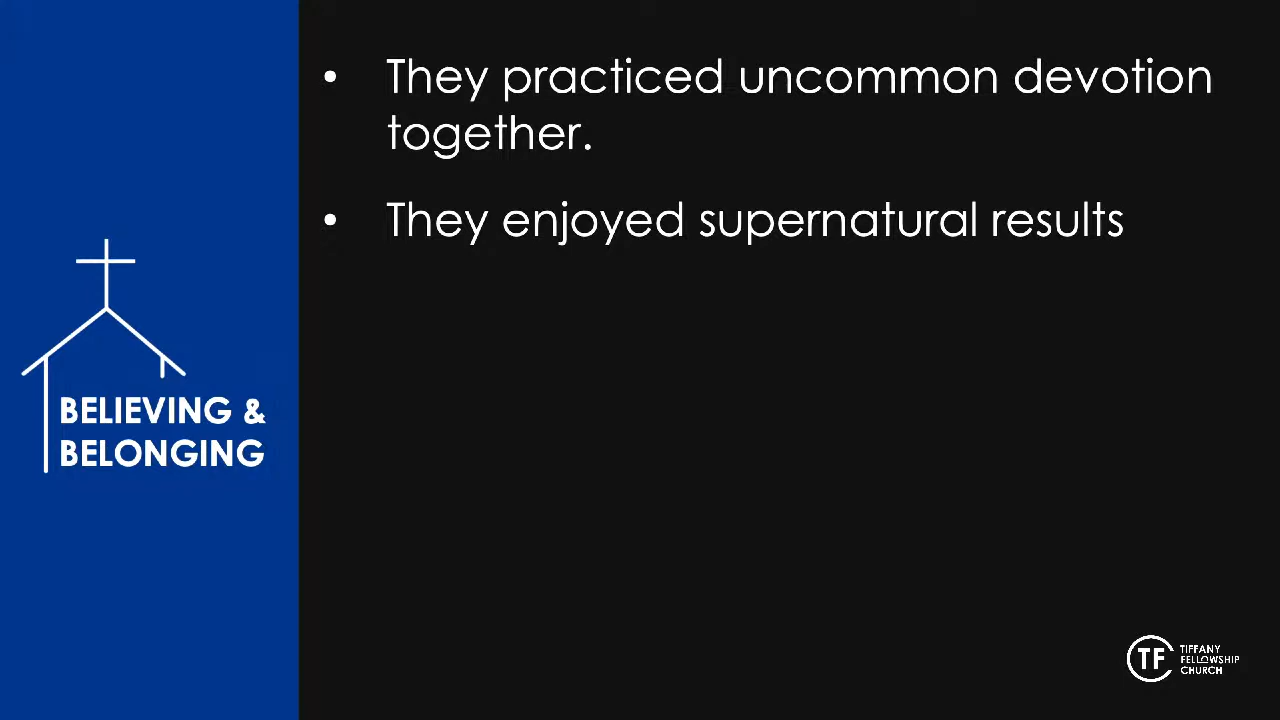 • They practiced uncommon devotion
together.
• They enjoyed supernatural results
BELIEVING &
BELONGING
TF
TIFFANY
FELLOWSHIP
CHURCH